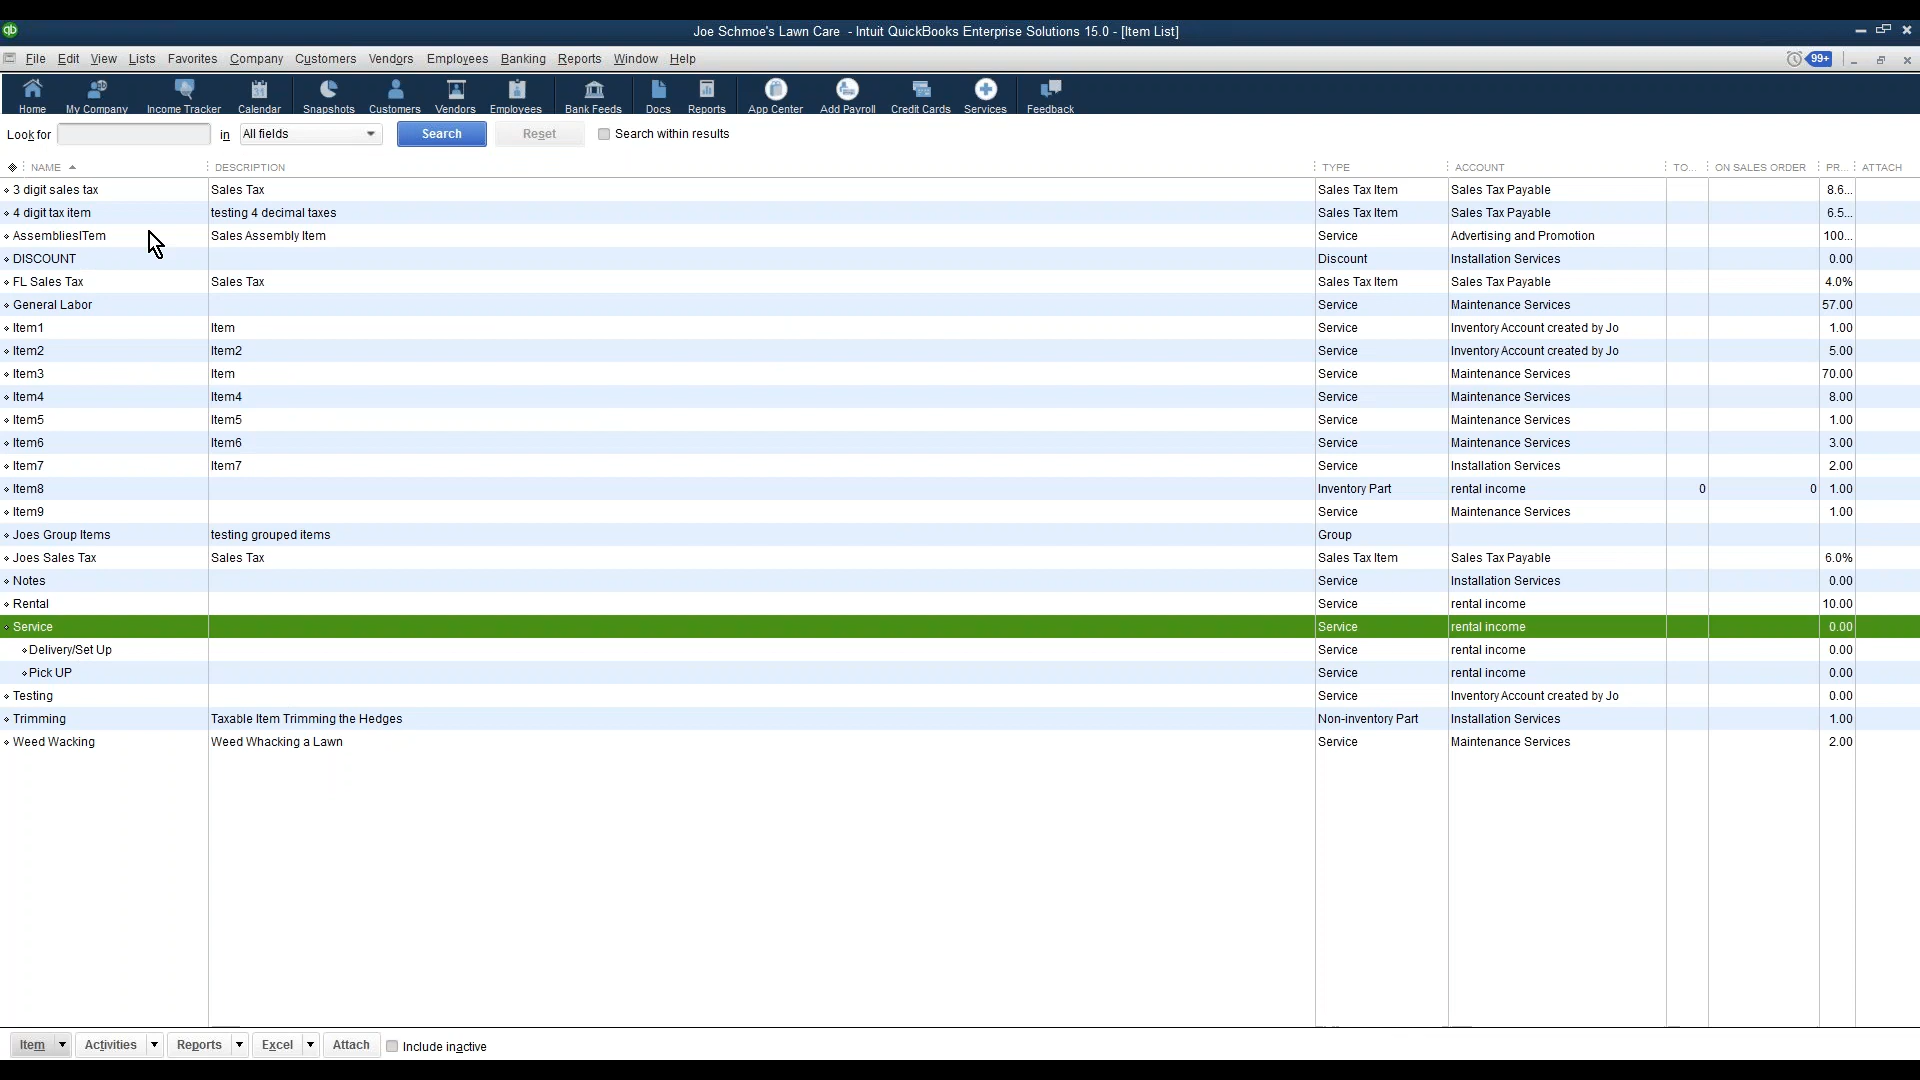 Joe Schmoe's Lawn Care - Intuit QuickBooks Enterprise Solutions 15.0 - [Item List]
File Edit View Lists Favorites Company Customers Vendors Employees Banking Reports Window Help 99+
Home My Company Income Tracker Calendar Snapshots Customers Vendors Employees Bank Feeds Docs Reports App Center Add Payroll Credit Cards Services Feedback
Look for in All fields Search Reset Search within results
NAME DESCRIPTION TYPE ACCOUNT TO... ON SALES ORDER PR... ATTACH
3 digit sales tax Sales Tax Sales Tax Item Sales Tax Payable 8.6...
4 digit tax item testing 4 decimal taxes Sales Tax Item Sales Tax Payable 6.5...
AssembliesITem Sales Assembly Item Service Advertising and Promotion 100...
DISCOUNT Discount Installation Services 0.00
FL Sales Tax Sales Tax Sales Tax Item Sales Tax Payable 4.0%
General Labor Service Maintenance Services 57.00
Item1 Item Service Inventory Account created by Jo 1.00
Item2 Item2 Service Inventory Account created by Jo 5.00
Item3 Item Service Maintenance Services 70.00
Item4 Item4 Service Maintenance Services 8.00
Item5 Item5 Service Maintenance Services 1.00
Item6 Item6 Service Maintenance Services 3.00
Item7 Item7 Service Installation Services 2.00
Item8 Inventory Part rental income 0 0 1.00
Item9 Service Maintenance Services 1.00
Joes Group Items testing grouped items Group
Joes Sales Tax Sales Tax Sales Tax Item Sales Tax Payable 6.0%
Notes Service Installation Services 0.00
Rental Service rental income 10.00
Service Service rental income 0.00
Delivery/Set Up Service rental income 0.00
Pick UP Service rental income 0.00
Testing Service Inventory Account created by Jo 0.00
Trimming Taxable Item Trimming the Hedges Non-inventory Part Installation Services 1.00
Weed Wacking Weed Whacking a Lawn Service Maintenance Services 2.00
Item Activities Reports Excel Attach Include inactive